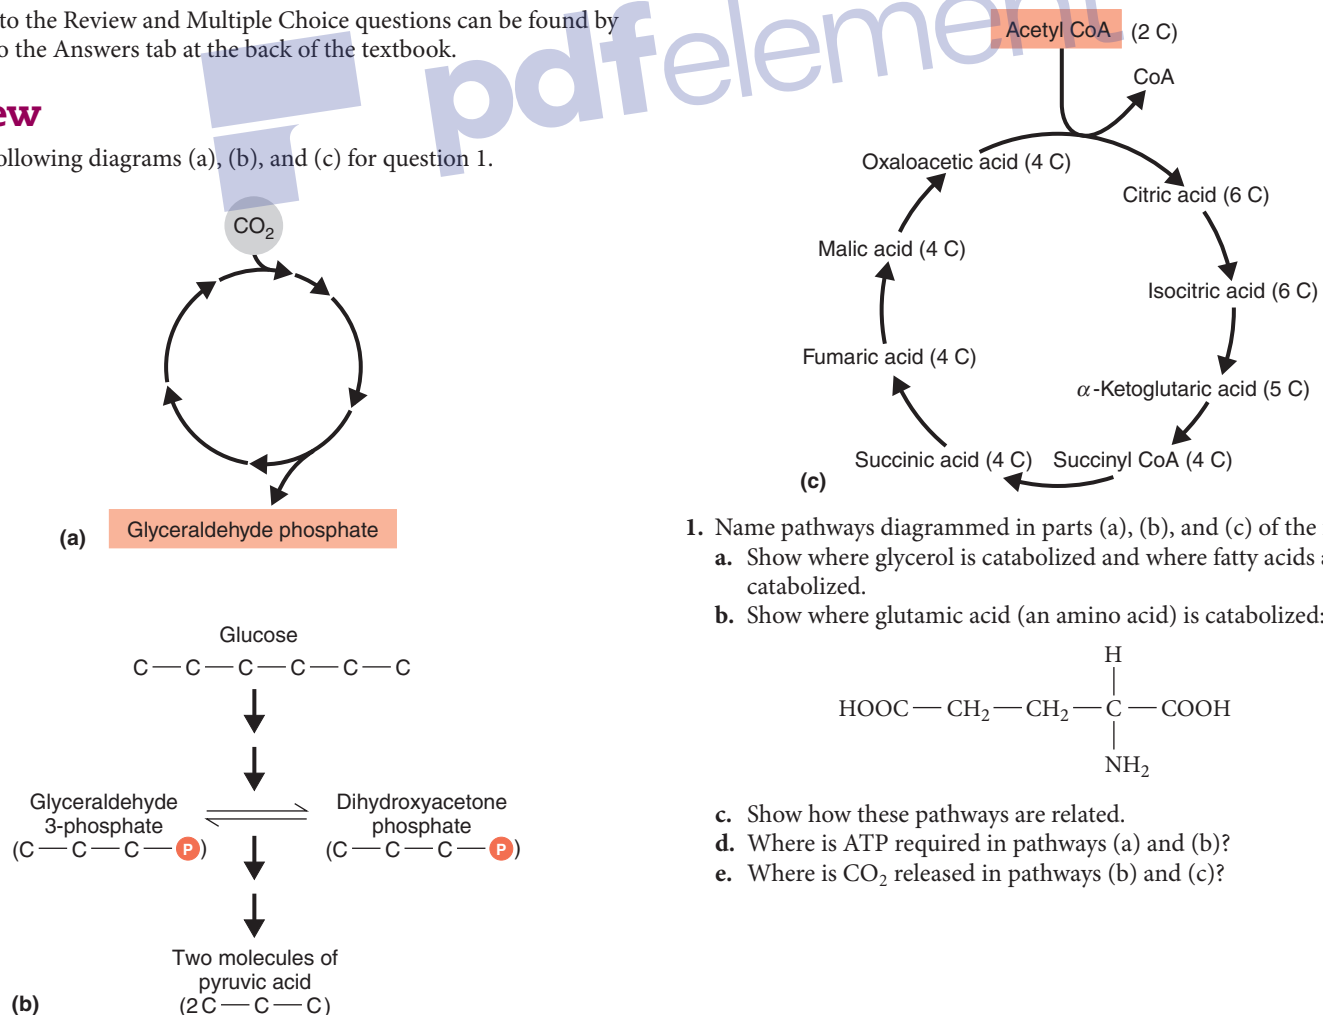 to the Review and Multiple Choice questions can be found by
o the Answers tab at the back of the textbook.
ew
ollowing diagrams (a), (b), and (c) for question 1.
pdfelement
CO2
Glyceraldehyde phosphate
(a)
Glucose
C — C — C — C — C — C
Glyceraldehyde
3-phosphate
(C — C — C — P)
Dihydroxyacetone
phosphate
(C — C — C — P)
Two molecules of
pyruvic acid
(2 C — C — C)
(b)
Acetyl CoA (2 C)
CoA
Oxaloacetic acid (4 C)
Citric acid (6 C)
Malic acid (4 C)
Isocitric acid (6 C)
Fumaric acid (4 C)
α-Ketoglutaric acid (5 C)
Succinic acid (4 C) Succinyl CoA (4 C)
(c)
1. Name pathways diagrammed in parts (a), (b), and (c) of the
a. Show where glycerol is catabolized and where fatty acids a
catabolized.
b. Show where glutamic acid (an amino acid) is catabolized:
H
HOOC — CH2 — CH2 — C — COOH
NH2
c. Show how these pathways are related.
d. Where is ATP required in pathways (a) and (b)?
e. Where is CO2 released in pathways (b) and (c)?